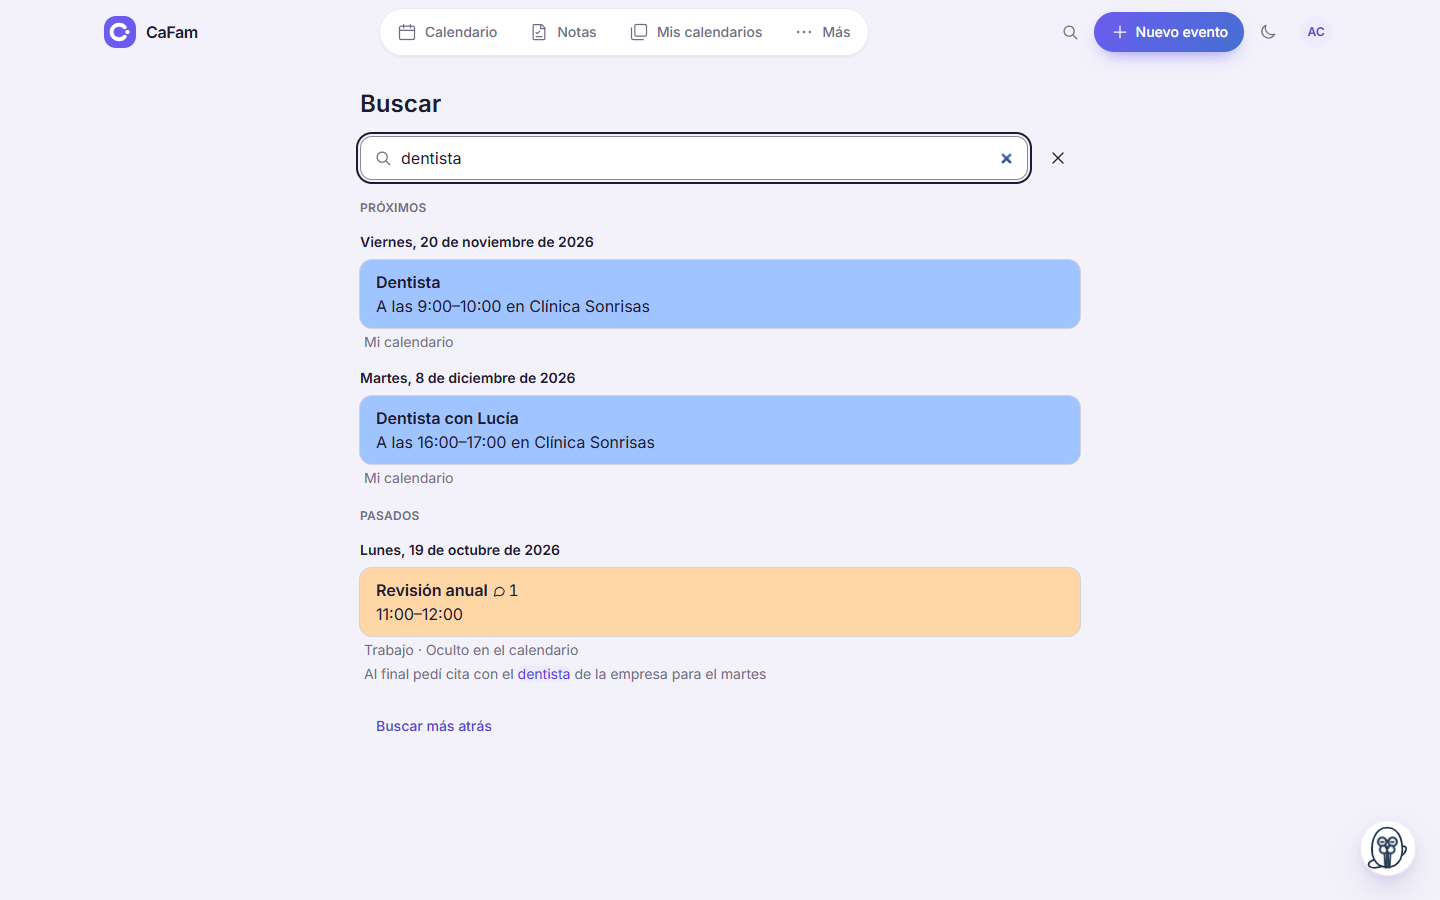 CaFam
Calendario
Notas
Mis calendarios
Más
Nuevo evento
AC
Buscar
dentista
PRÓXIMOS
Viernes, 20 de noviembre de 2026
Dentista
A las 9:00–10:00 en Clínica Sonrisas
Mi calendario
Martes, 8 de diciembre de 2026
Dentista con Lucía
A las 16:00–17:00 en Clínica Sonrisas
Mi calendario
PASADOS
Lunes, 19 de octubre de 2026
Revisión anual 1
11:00–12:00
Trabajo · Oculto en el calendario
Al final pedí cita con el dentista de la empresa para el martes
Buscar más atrás